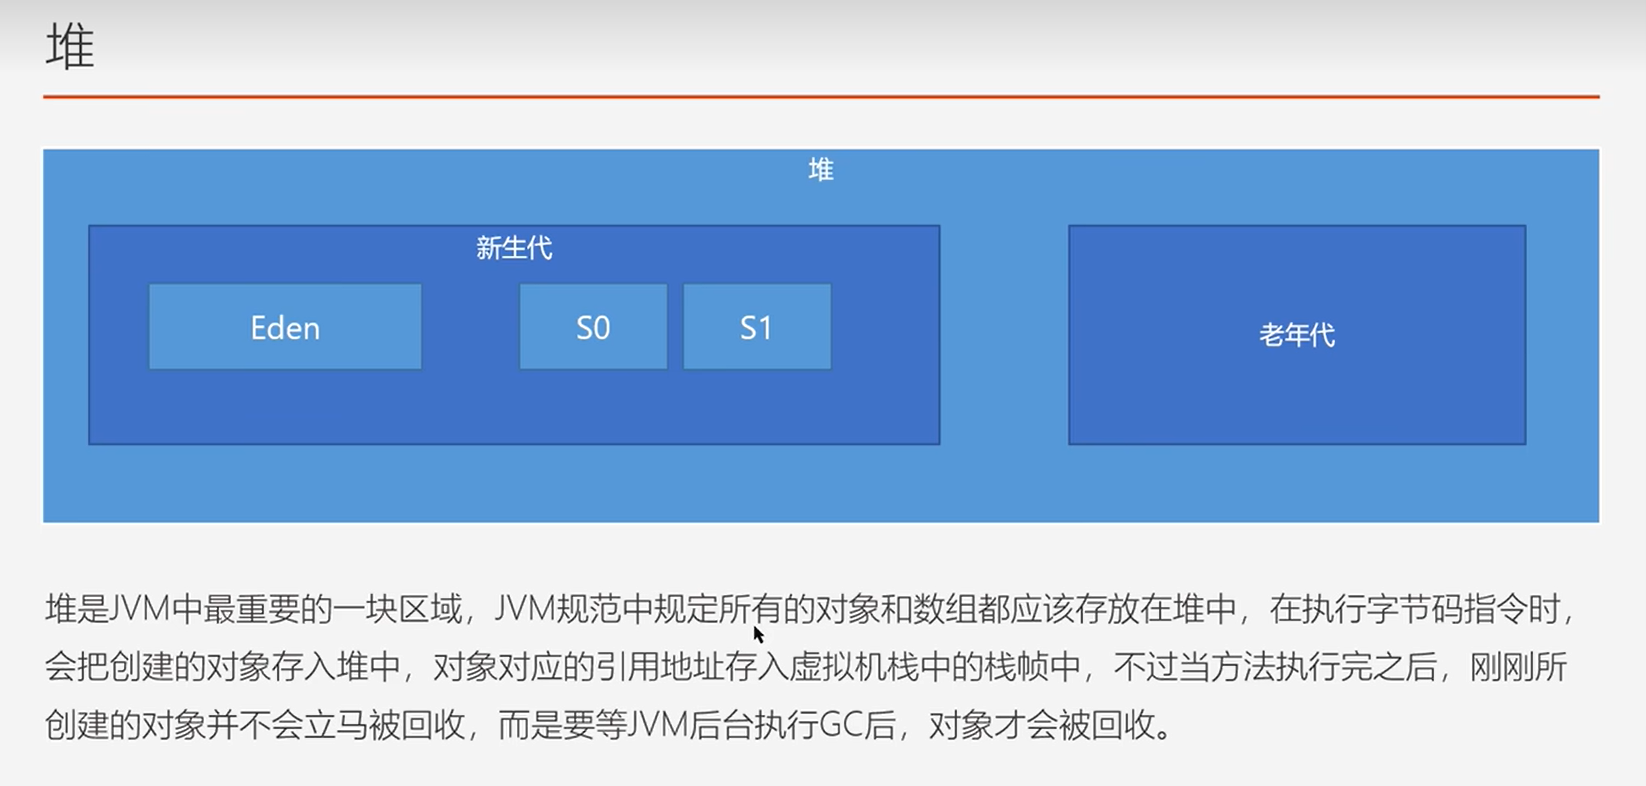 堆
堆
新生代
Eden
S0
S1
老年代
堆是JVM中最重要的一块区域，JVM规范中规定所有的对象和数组都应该存放在堆中，在执行字节码指令时，
会把创建的对象存入堆中，对象对应的引用地址存入虚拟机栈中的栈帧中，不过当方法执行完之后，刚刚所
创建的对象并不会立马被回收，而是要等JVM后台执行GC后，对象才会被回收。